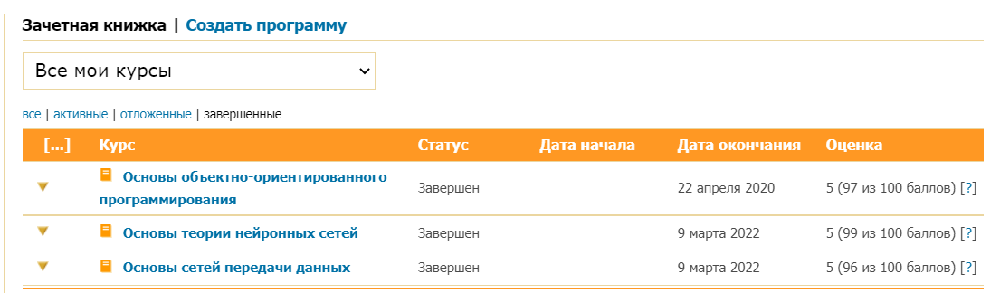 Зачетная книжка | Создать программу
Все мои курсы
все | активные | отложенные | завершенные
[...] Курс Статус Дата начала Дата окончания Оценка
Основы объектно-ориентированного
программирования Завершен 22 апреля 2020 5 (97 из 100 баллов) [?]
Основы теории нейронных сетей Завершен 9 марта 2022 5 (99 из 100 баллов) [?]
Основы сетей передачи данных Завершен 9 марта 2022 5 (96 из 100 баллов) [?]